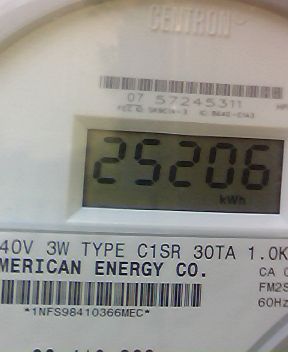 CENTRON
07 57245311
25206
kWh
40V 3W TYPE C1SR 30TA 1.0K
MERICAN ENERGY CO.
CA 0
FM2S
60Hz
*1NFS98410366MEC*